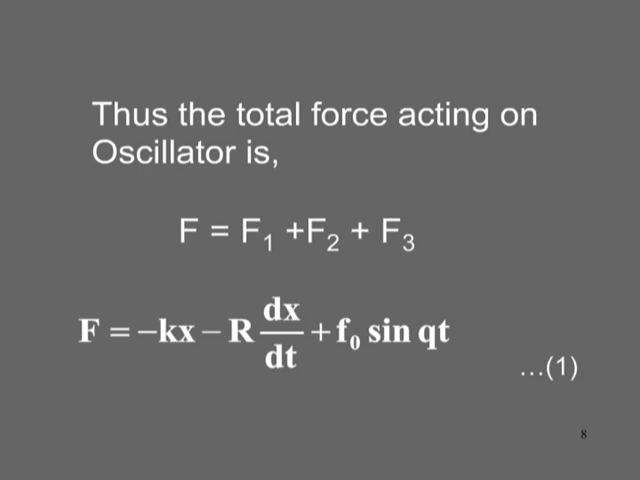 Thus the total force acting on
Oscillator is,
F = F₁ +F₂ + F₃
F = −kx − R dx/dt + f₀ sin qt
...(1)
8